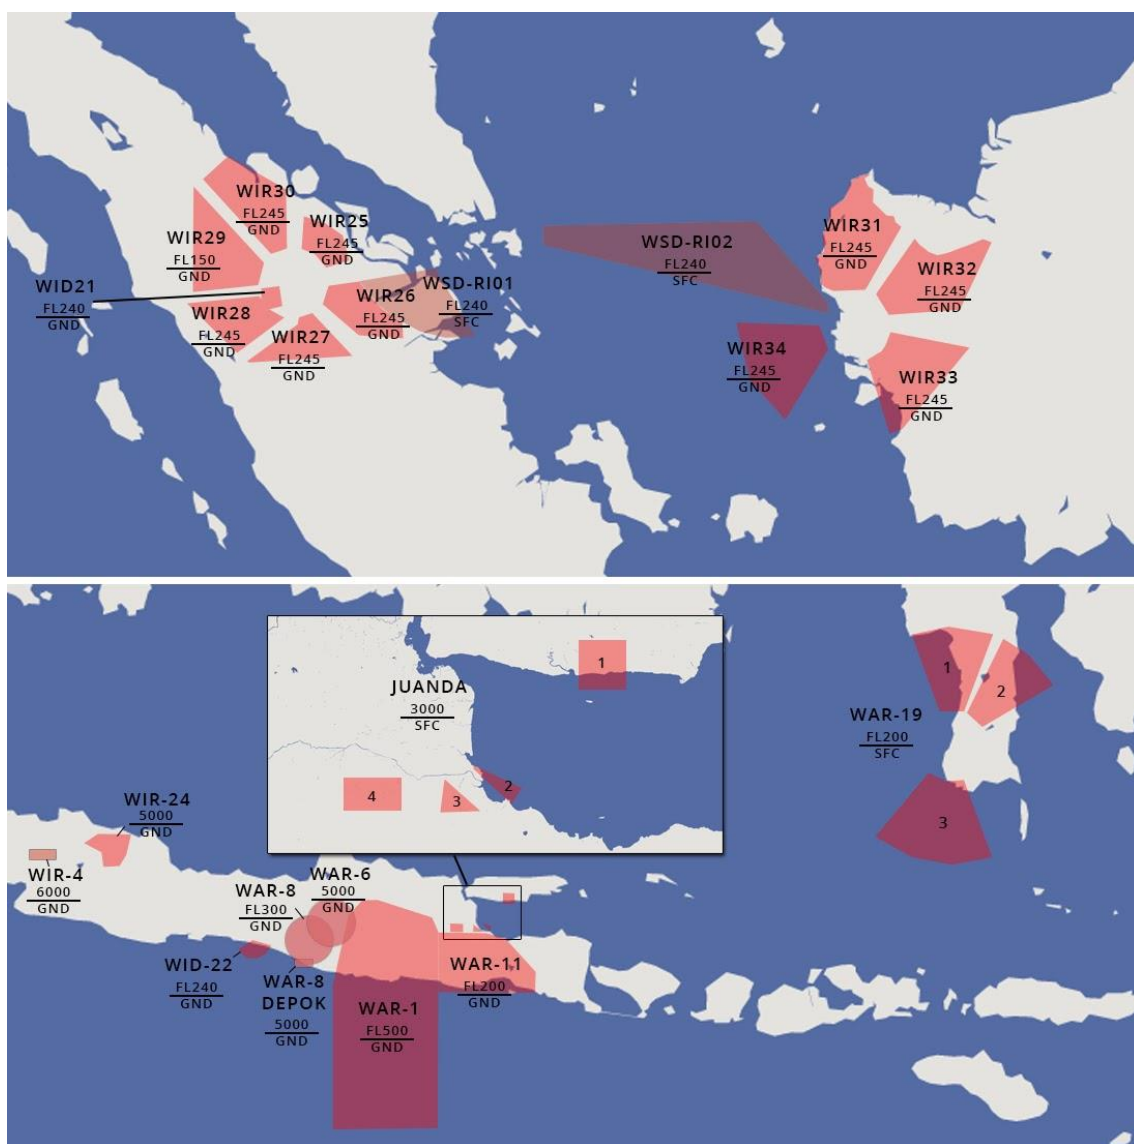 WIR30
FL245
GND
WIR25
FL245
GND
WIR29
FL150
GND
WID21
FL240
GND
WIR28
FL245
GND
WIR27
FL245
GND
WIR26
FL245
GND
WSD-RI01
FL240
SFC
WSD-RI02
FL240
SFC
WIR31
FL245
GND
WIR32
FL245
GND
WIR34
FL245
GND
WIR33
FL245
GND
JUANDA
3000
SFC
1
2
3
4
1
2
WAR-19
FL200
SFC
3
WIR-24
5000
GND
WIR-4
6000
GND
WAR-8
FL300
GND
WAR-6
5000
GND
WID-22
FL240
GND
WAR-8
DEPOK
5000
GND
WAR-1
FL500
GND
WAR-11
FL200
GND